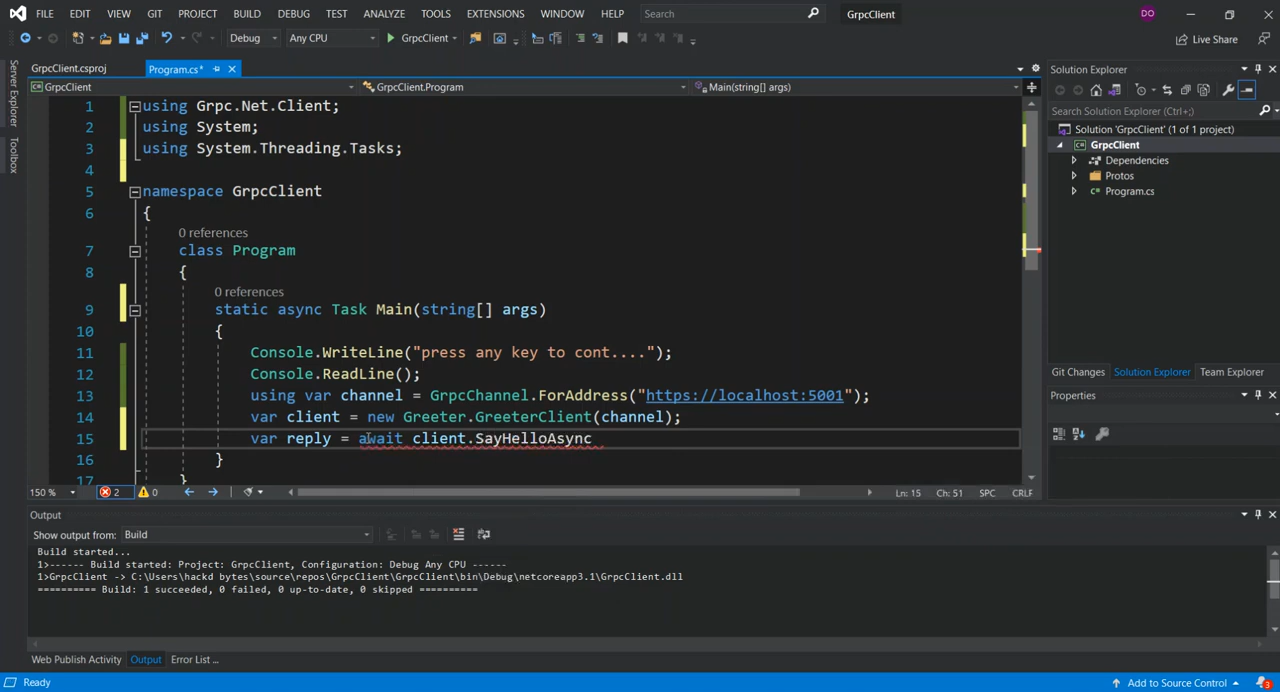 FILE EDIT VIEW GIT PROJECT BUILD DEBUG TEST ANALYZE TOOLS EXTENSIONS WINDOW HELP Search GrpcClient DO
Debug Any CPU GrpcClient Live Share
Server Explorer
Toolbox
GrpcClient.csproj Program.cs*
GrpcClient GrpcClient.Program Main(string[] args)
1 using Grpc.Net.Client;
2 using System;
3 using System.Threading.Tasks;
4
5 namespace GrpcClient
6 {
0 references
7 class Program
8 {
0 references
9 static async Task Main(string[] args)
10 {
11 Console.WriteLine("press any key to cont....");
12 Console.ReadLine();
13 using var channel = GrpcChannel.ForAddress("https://localhost:5001");
14 var client = new Greeter.GreeterClient(channel);
15 var reply = await client.SayHelloAsync
16 }
17 }
150 % 2 0 Ln: 15 Ch: 51 SPC CRLF
Solution Explorer
Search Solution Explorer (Ctrl+;)
Solution 'GrpcClient' (1 of 1 project)
GrpcClient
Dependencies
Protos
C# Program.cs
Git Changes Solution Explorer Team Explorer
Properties
Output
Show output from: Build
Build started...
1>------ Build started: Project: GrpcClient, Configuration: Debug Any CPU ------
1>GrpcClient -> C:\Users\hackd bytes\source\repos\GrpcClient\GrpcClient\bin\Debug\netcoreapp3.1\GrpcClient.dll
========== Build: 1 succeeded, 0 failed, 0 up-to-date, 0 skipped ==========
Web Publish Activity Output Error List ...
Ready Add to Source Control 3